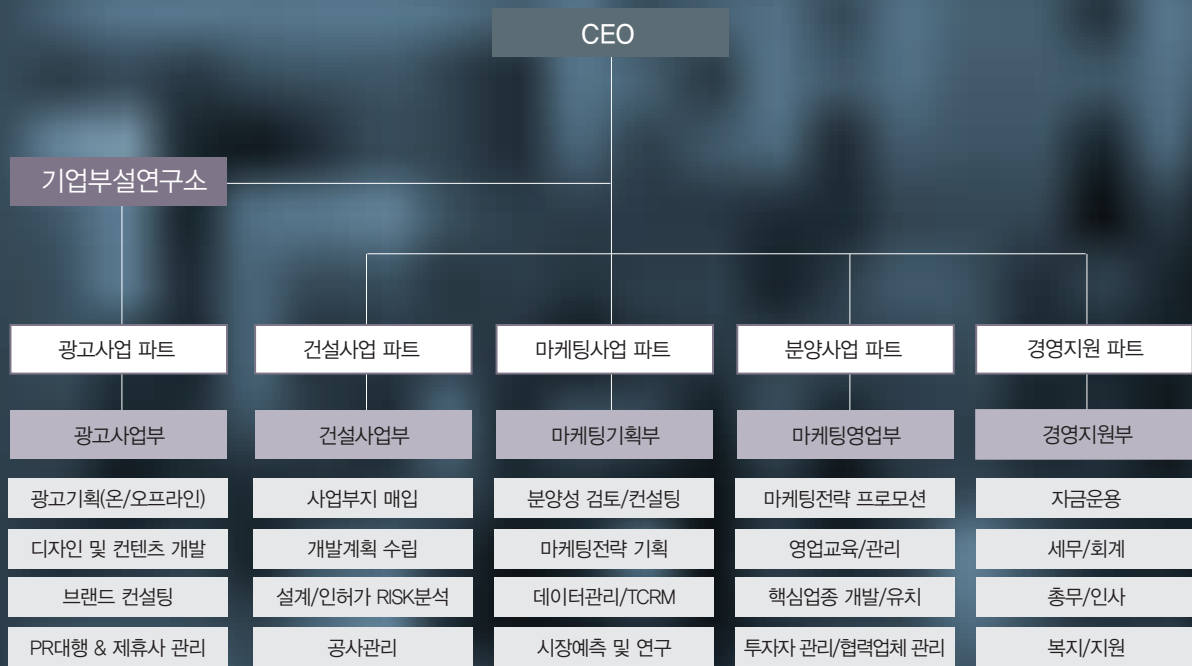 CEO
기업부설연구소
광고사업 파트
건설사업 파트
마케팅사업 파트
분양사업 파트
경영지원 파트
광고사업부
건설사업부
마케팅기획부
마케팅영업부
경영지원부
광고기획(온/오프라인)
사업부지 매입
분양성 검토/컨설팅
마케팅전략 프로모션
자금운용
디자인 및 컨텐츠 개발
개발계획 수립
마케팅전략 기획
영업교육/관리
세무/회계
브랜드 컨설팅
설계/인허가 RISK분석
데이터관리/TCRM
핵심업종 개발/유치
총무/인사
PR대행 & 제휴사 관리
공사관리
시장예측 및 연구
투자자 관리/협력업체 관리
복지/지원